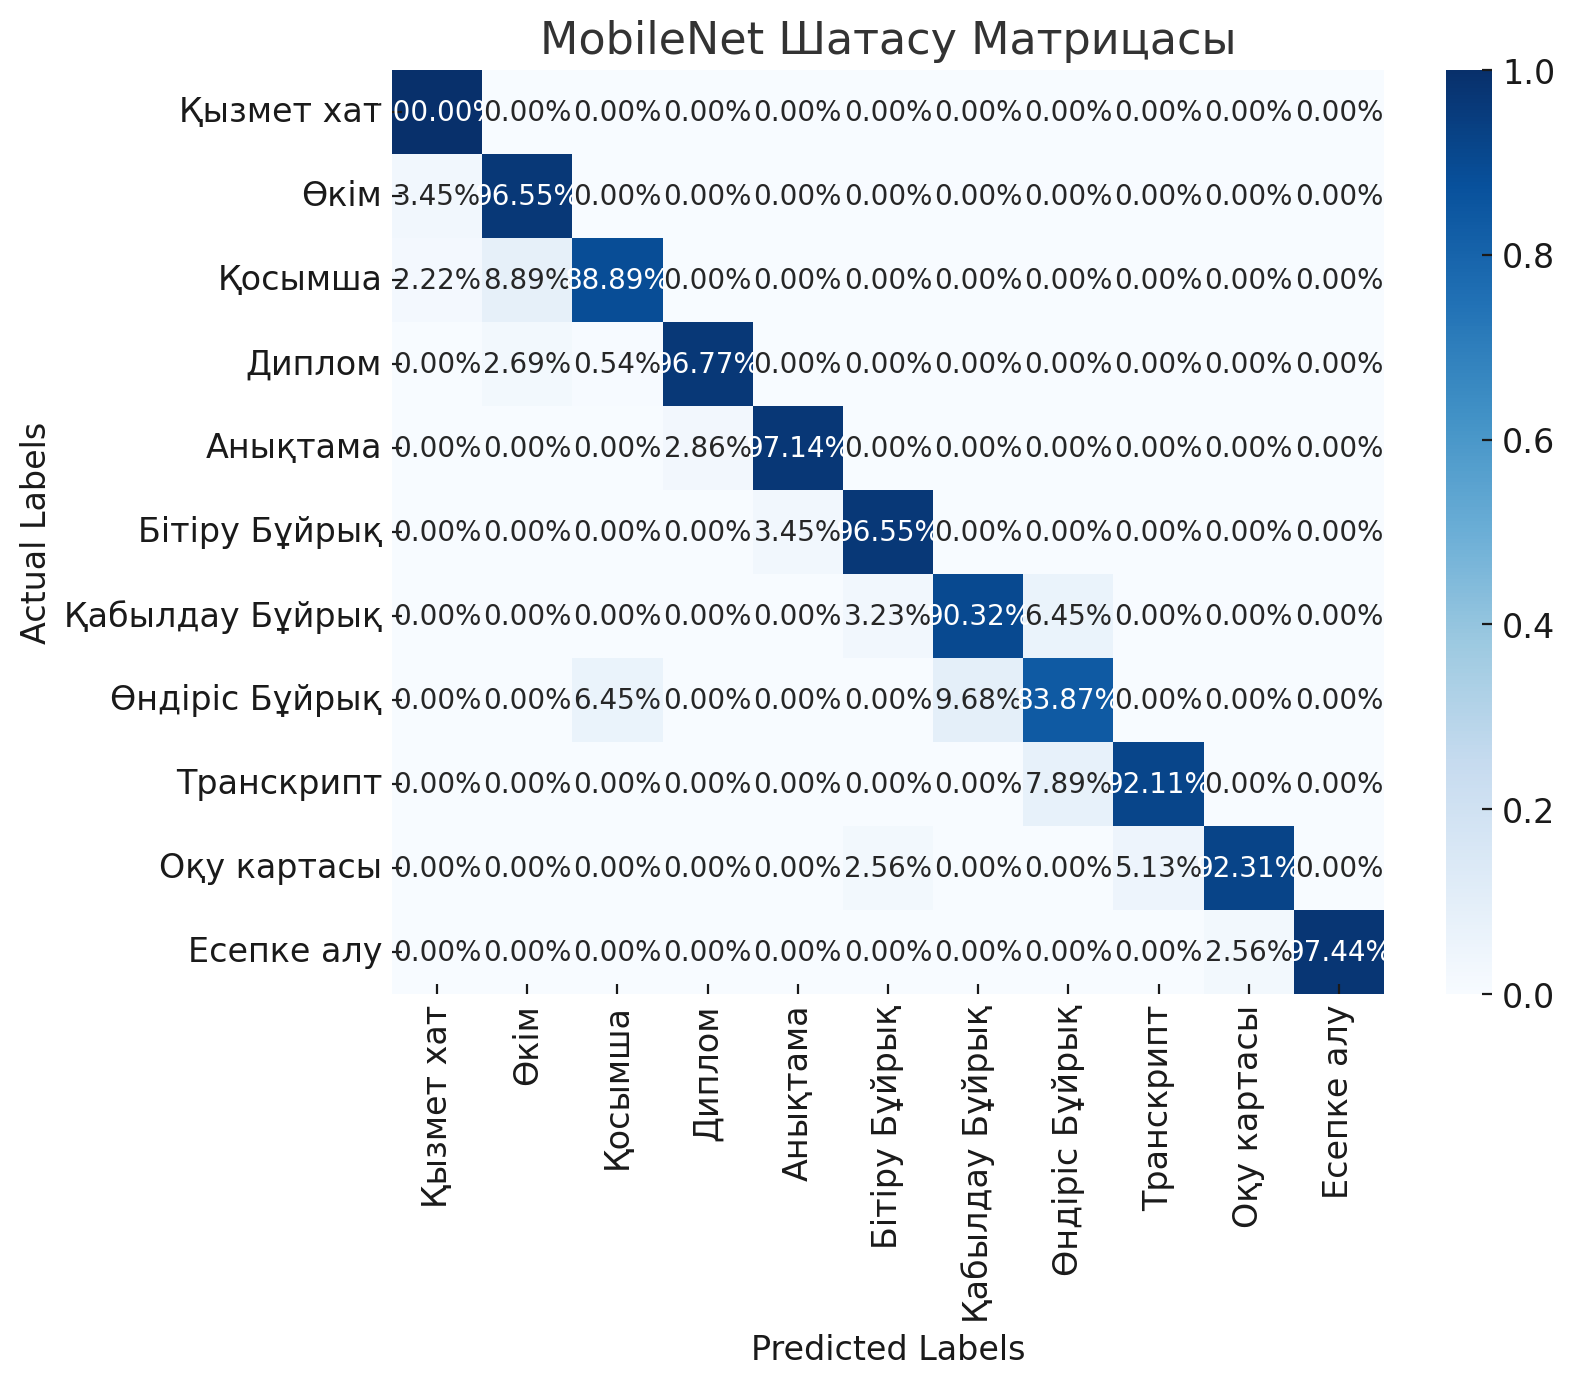 MobileNet Шатасу Матрицасы
Actual Labels
Қызмет хат 0.00% 0.00% 0.00% 0.00% 0.00% 0.00% 0.00% 0.00% 0.00% 0.00%
Өкім 3.45% 96.55% 0.00% 0.00% 0.00% 0.00% 0.00% 0.00% 0.00% 0.00% 0.00%
Қосымша 2.22% 8.89% 88.89% 0.00% 0.00% 0.00% 0.00% 0.00% 0.00% 0.00% 0.00%
Диплом 0.00% 2.69% 0.54% 96.77% 0.00% 0.00% 0.00% 0.00% 0.00% 0.00% 0.00%
Анықтама 0.00% 0.00% 0.00% 2.86% 97.14% 0.00% 0.00% 0.00% 0.00% 0.00% 0.00%
Бітіру Бұйрық 0.00% 0.00% 0.00% 0.00% 3.45% 96.55% 0.00% 0.00% 0.00% 0.00% 0.00%
Қабылдау Бұйрық 0.00% 0.00% 0.00% 0.00% 0.00% 3.23% 90.32% 6.45% 0.00% 0.00% 0.00%
Өндіріс Бұйрық 0.00% 0.00% 6.45% 0.00% 0.00% 0.00% 9.68% 83.87% 0.00% 0.00% 0.00%
Транскрипт 0.00% 0.00% 0.00% 0.00% 0.00% 0.00% 0.00% 7.89% 92.11% 0.00% 0.00%
Оқу картасы 0.00% 0.00% 0.00% 0.00% 0.00% 2.56% 0.00% 0.00% 5.13% 92.31% 0.00%
Есепке алу 0.00% 0.00% 0.00% 0.00% 0.00% 0.00% 0.00% 0.00% 0.00% 2.56% 97.44%
Қызмет хат
Өкім
Қосымша
Диплом
Анықтама
Бітіру Бұйрық
Қабылдау Бұйрық
Өндіріс Бұйрық
Транскрипт
Оқу картасы
Есепке алу
Predicted Labels
1.0
0.8
0.6
0.4
0.2
0.0